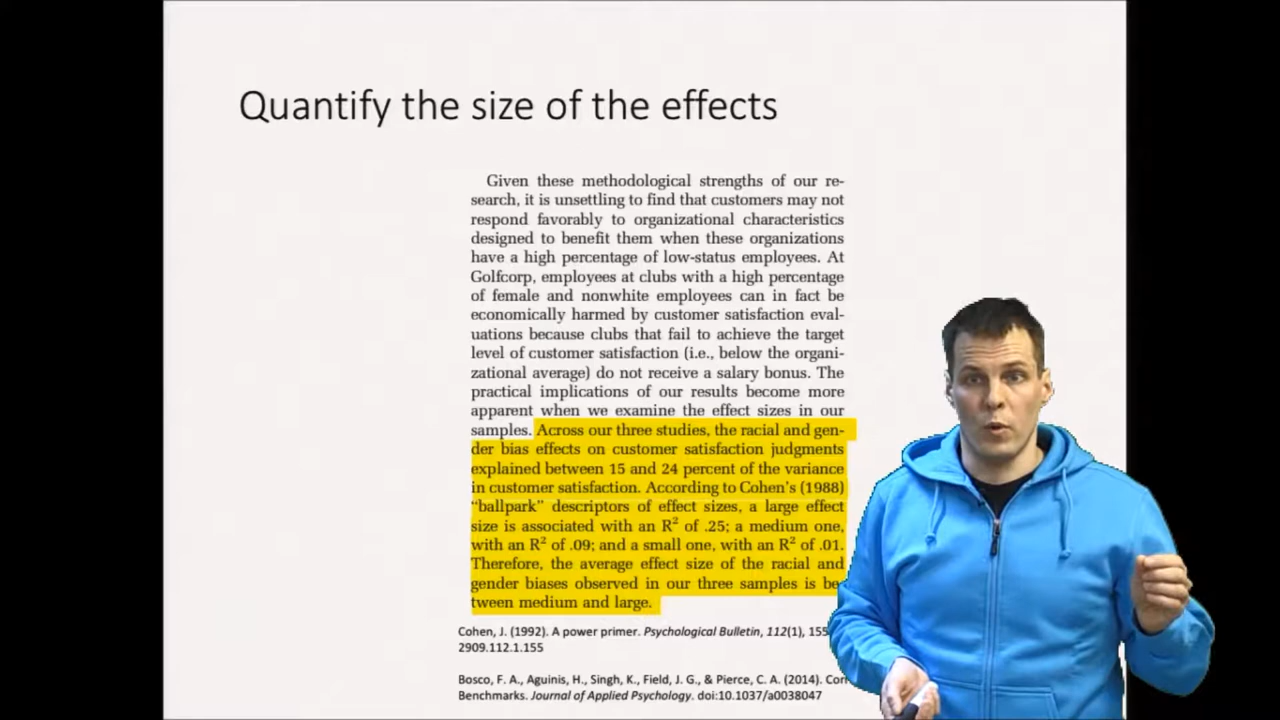 Quantify the size of the effects
Given these methodological strengths of our re-
search, it is unsettling to find that customers may not
respond favorably to organizational characteristics
designed to benefit them when these organizations
have a high percentage of low-status employees. At
Golfcorp, employees at clubs with a high percentage
of female and nonwhite employees can in fact be
economically harmed by customer satisfaction eval-
uations because clubs that fail to achieve the target
level of customer satisfaction (i.e., below the organi-
zational average) do not receive a salary bonus. The
practical implications of our results become more
apparent when we examine the effect sizes in our
samples. Across our three studies, the racial and gen-
der bias effects on customer satisfaction judgments
explained between 15 and 24 percent of the variance
in customer satisfaction. According to Cohen's (1988)
"ballpark" descriptors of effect sizes, a large effect
size is associated with an R² of .25; a medium one,
with an R² of .09; and a small one, with an R² of .01.
Therefore, the average effect size of the racial and
gender biases observed in our three samples is be-
tween medium and large.
Cohen, J. (1992). A power primer. Psychological Bulletin, 112(1), 155
2909.112.1.155
Bosco, F. A., Aguinis, H., Singh, K., Field, J. G., & Pierce, C. A. (2014).
Benchmarks. Journal of Applied Psychology. doi:10.1037/a0038047